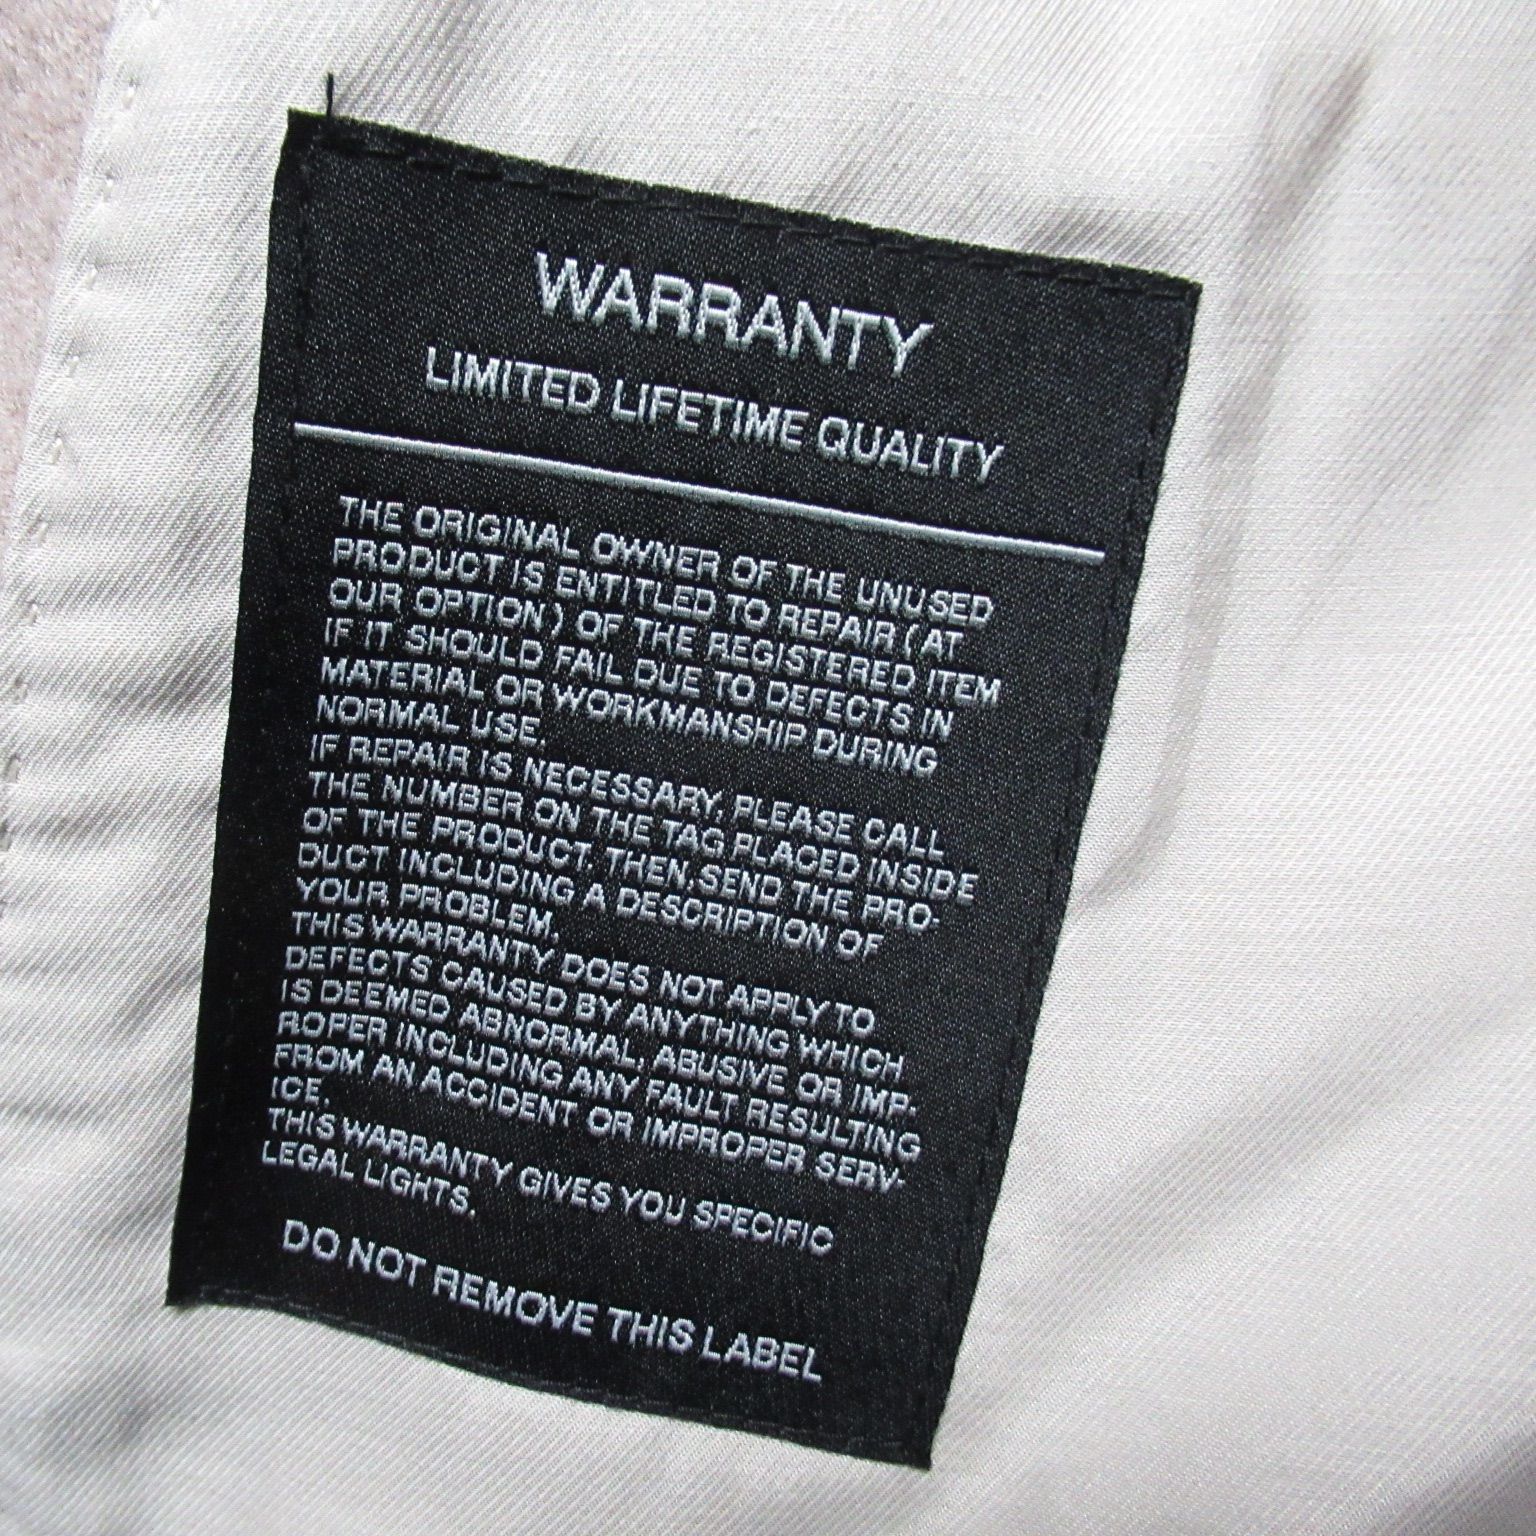 WARRANTY
LIMITED LIFETIME QUALITY
THE ORIGINAL OWNER OF THE UNUSED
PRODUCT IS ENTITLED TO REPAIR (AT
OUR OPTION) OF THE REGISTERED ITEM
IF IT SHOULD FAIL DUE TO DEFECTS IN
MATERIAL OR WORKMANSHIP DURING
NORMAL USE.
IF REPAIR IS NECESSARY, PLEASE CALL
THE NUMBER ON THE TAG PLACED INSIDE
OF THE PRODUCT, THEN SEND THE PRO-
DUCT INCLUDING A DESCRIPTION OF
YOUR PROBLEM.
THIS WARRANTY DOES NOT APPLY TO
DEFECTS CAUSED BY ANYTHING WHICH
IS DEEMED ABNORMAL, ABUSIVE OR IMP-
ROPER INCLUDING ANY FAULT RESULTING
FROM AN ACCIDENT OR IMPROPER SERV-
ICE.
THIS WARRANTY GIVES YOU SPECIFIC
LEGAL LIGHTS.
DO NOT REMOVE THIS LABEL